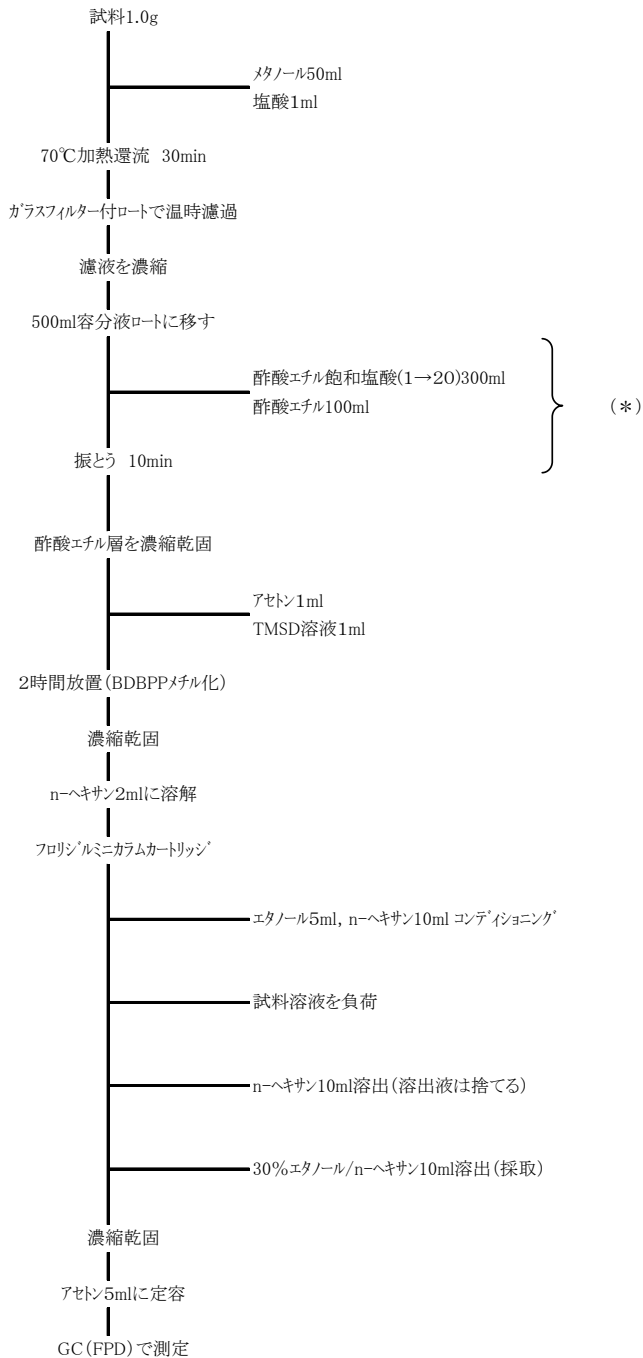 試料1.0g
メタノール50ml
塩酸1ml
70℃加熱還流 30min
ガラスフィルター付ロートで温時濾過
濾液を濃縮
500ml容分液ロートに移す
酢酸エチル飽和塩酸(1→20)300ml
酢酸エチル100ml
(*)
振とう 10min
酢酸エチル層を濃縮乾固
アセトン1ml
TMSD溶液1ml
2時間放置(BDBPPメチル化)
濃縮乾固
n-ヘキサン2mlに溶解
フロリジルミニカラムカートリッジ
エタノール5ml, n-ヘキサン10ml コンディショニング
試料溶液を負荷
n-ヘキサン10ml溶出(溶出液は捨てる)
30%エタノール/n-ヘキサン10ml溶出(採取)
濃縮乾固
アセトン5mlに定容
GC(FPD)で測定